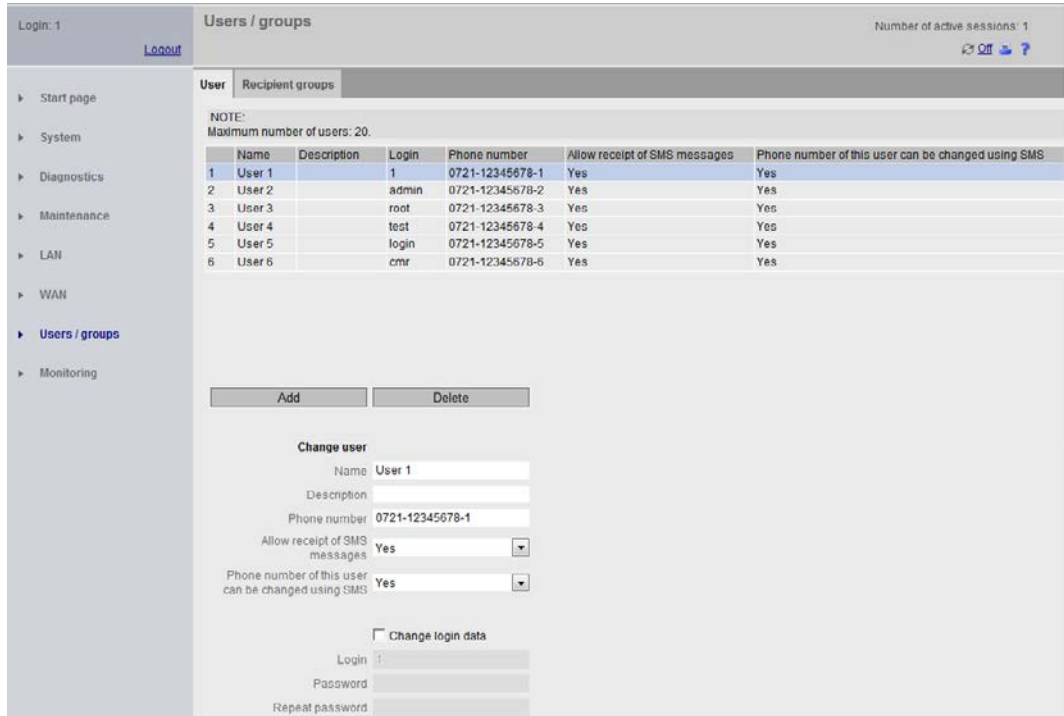 Login: 1
Logout
Users / groups
Number of active sessions: 1
Off ?
Start page
System
Diagnostics
Maintenance
LAN
WAN
Users / groups
Monitoring
User Recipient groups
NOTE:
Maximum number of users: 20.
Name Description Login Phone number Allow receipt of SMS messages Phone number of this user can be changed using SMS
1 User 1 1 0721-12345678-1 Yes Yes
2 User 2 admin 0721-12345678-2 Yes Yes
3 User 3 root 0721-12345678-3 Yes Yes
4 User 4 test 0721-12345678-4 Yes Yes
5 User 5 login 0721-12345678-5 Yes Yes
6 User 6 cmr 0721-12345678-6 Yes Yes
Add Delete
Change user
Name User 1
Description
Phone number 0721-12345678-1
Allow receipt of SMS
messages Yes
Phone number of this user
can be changed using SMS Yes
Change login data
Login 1
Password
Repeat password